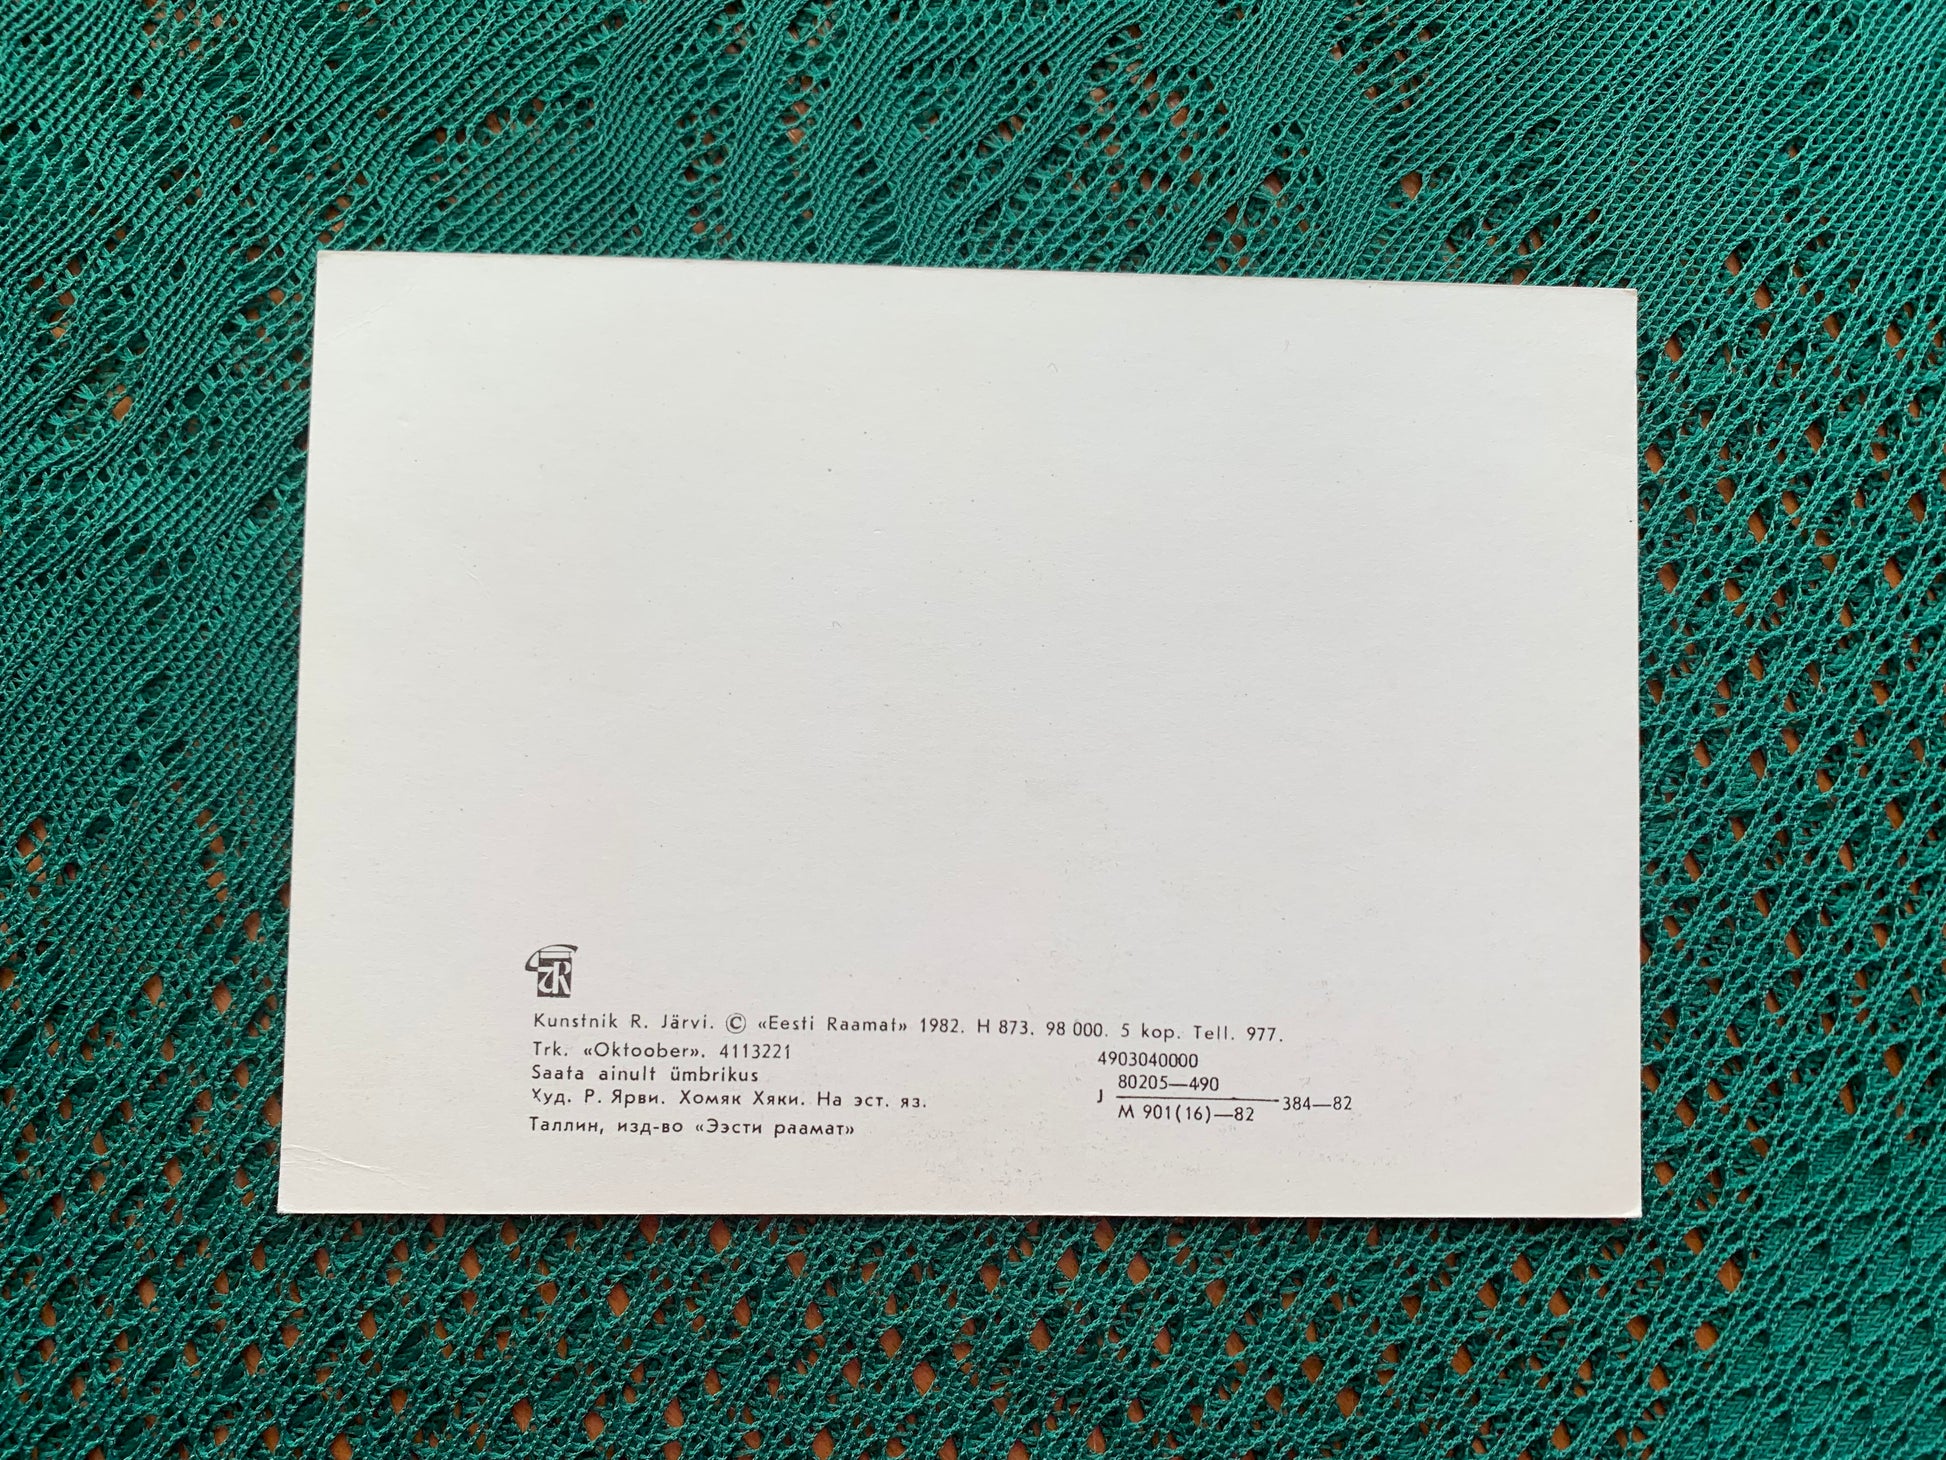 Kunstnik R. Järvi. © «Eesti Raamat» 1982. H 873. 98 000. 5 kop. Tell. 977.
Trk. «Oktoober». 4113221
Saata ainult ümbrikus
Худ. Р. Ярви. Хомяк Хяки. На эст. яз.
Таллин, изд-во «Ээсти раамат»
4903040000
J 80205—490
M 901(16)—82 384—82